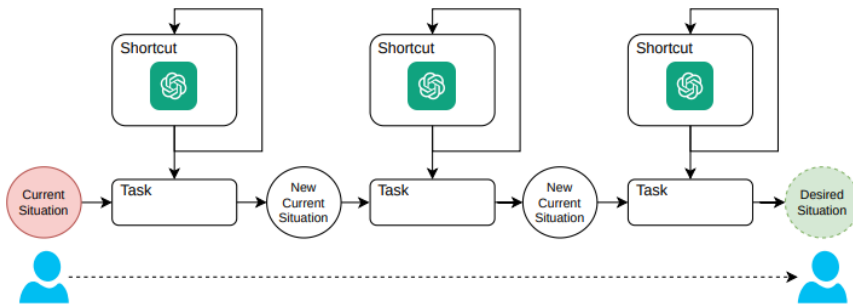 Shortcut
Shortcut
Shortcut
Current
Situation
Task
New
Current
Situation
Task
New
Current
Situation
Task
Desired
Situation